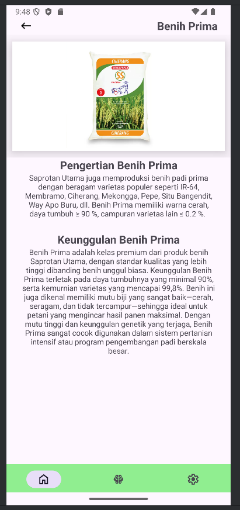 9:48
Benih Prima
Pengertian Benih Prima
Saprotan Utama juga memproduksi benih padi prima
dengan beragam varietas populer seperti IR-64,
Membramo, Ciherang, Mekongga, Pepe, Situ Bangendit,
Way Apo Buru, dll. Benih Prima memiliki warna cerah,
daya tumbuh ≥ 90 %, campuran varietas lain ≤ 0.2 %.
Keunggulan Benih Prima
Benih Prima adalah kelas premium dari produk benih
Saprotan Utama, dengan standar kualitas yang lebih
tinggi dibanding benih unggul biasa. Keunggulan Benih
Prima terletak pada daya tumbuhnya yang minimal 90%,
serta kemurnian varietas yang mencapai 99,8%. Benih ini
juga dikenal memiliki mutu biji yang sangat baik—cerah,
seragam, dan tidak tercampur—sehingga ideal untuk
petani yang mengincar hasil panen maksimal. Dengan
mutu tinggi dan keunggulan genetik yang terjaga, Benih
Prima sangat cocok digunakan dalam sistem pertanian
intensif atau program pengembangan padi berskala
besar.